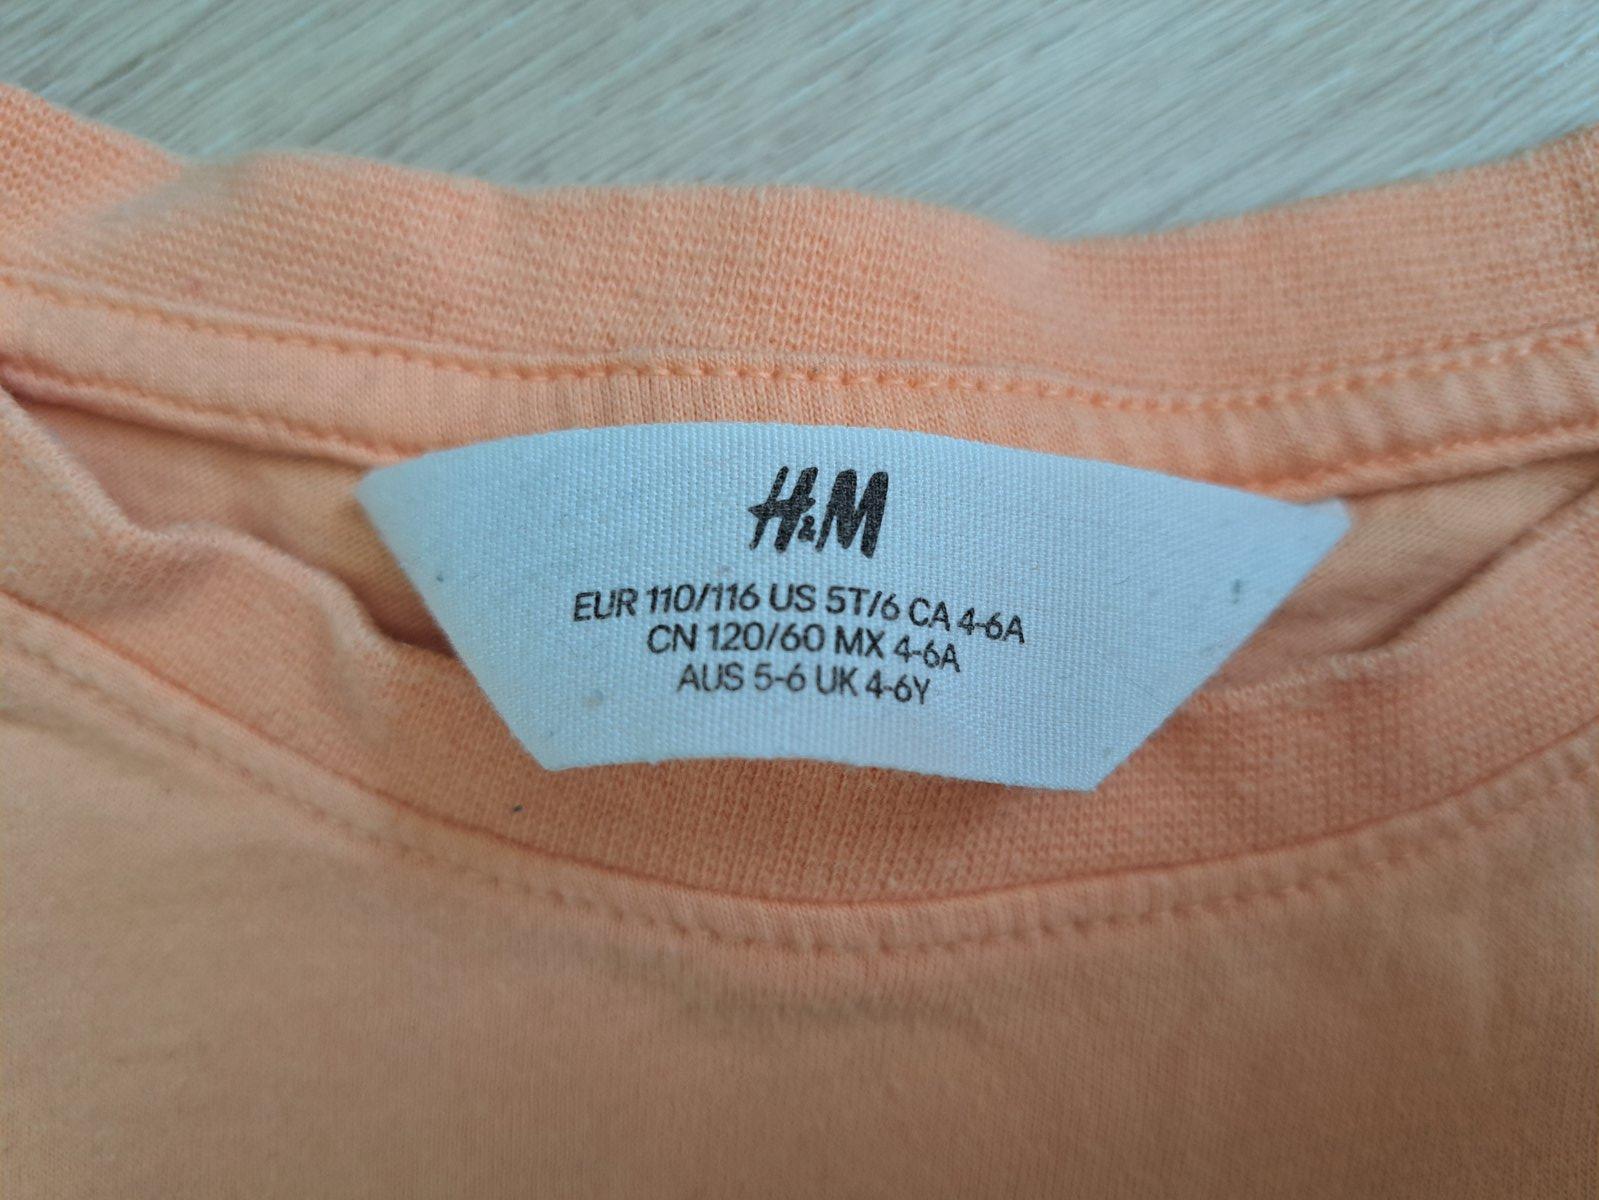 H&M
EUR 110/116 US 5T/6 CA 4-6A
CN 120/60 MX 4-6A
AUS 5-6 UK 4-6Y